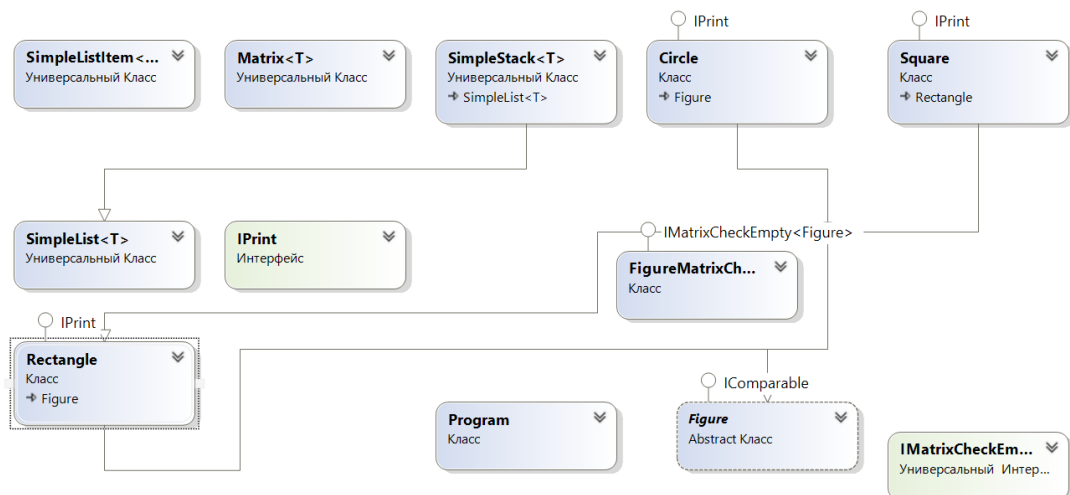 IPrint
IPrint
SimpleListItem<...
Универсальный Класс
Matrix<T>
Универсальный Класс
SimpleStack<T>
Универсальный Класс
SimpleList<T>
Circle
Класс
Figure
Square
Класс
Rectangle
SimpleList<T>
Универсальный Класс
IPrint
Интерфейс
IMatrixCheckEmpty<Figure>
FigureMatrixCh...
Класс
IPrint
Rectangle
Класс
Figure
Program
Класс
IComparable
Figure
Abstract Класс
IMatrixCheckEm...
Универсальный Интер...